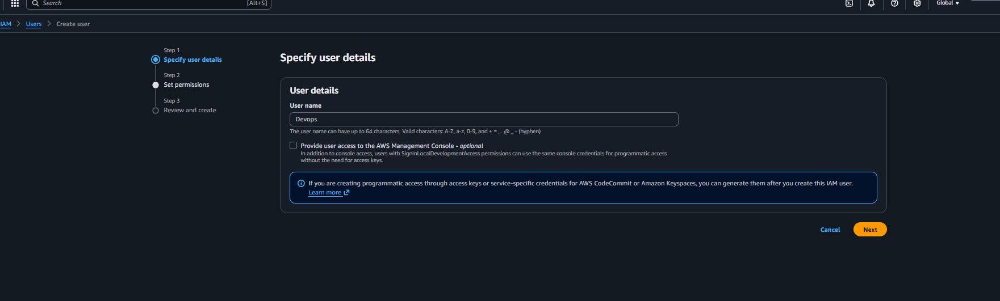 Search [Alt+S] Global
IAM > Users > Create user
Step 1
Specify user details
Step 2
Set permissions
Step 3
Review and create
Specify user details
User details
User name
Devops
The user name can have up to 64 characters. Valid characters: A-Z, a-z, 0-9, and + = , . @ _ - (hyphen)
Provide user access to the AWS Management Console - optional
In addition to console access, users with SignInLocalDevelopmentAccess permissions can use the same console credentials for programmatic access
without the need for access keys.
If you are creating programmatic access through access keys or service-specific credentials for AWS CodeCommit or Amazon Keyspaces, you can generate them after you create this IAM user.
Learn more
Cancel Next